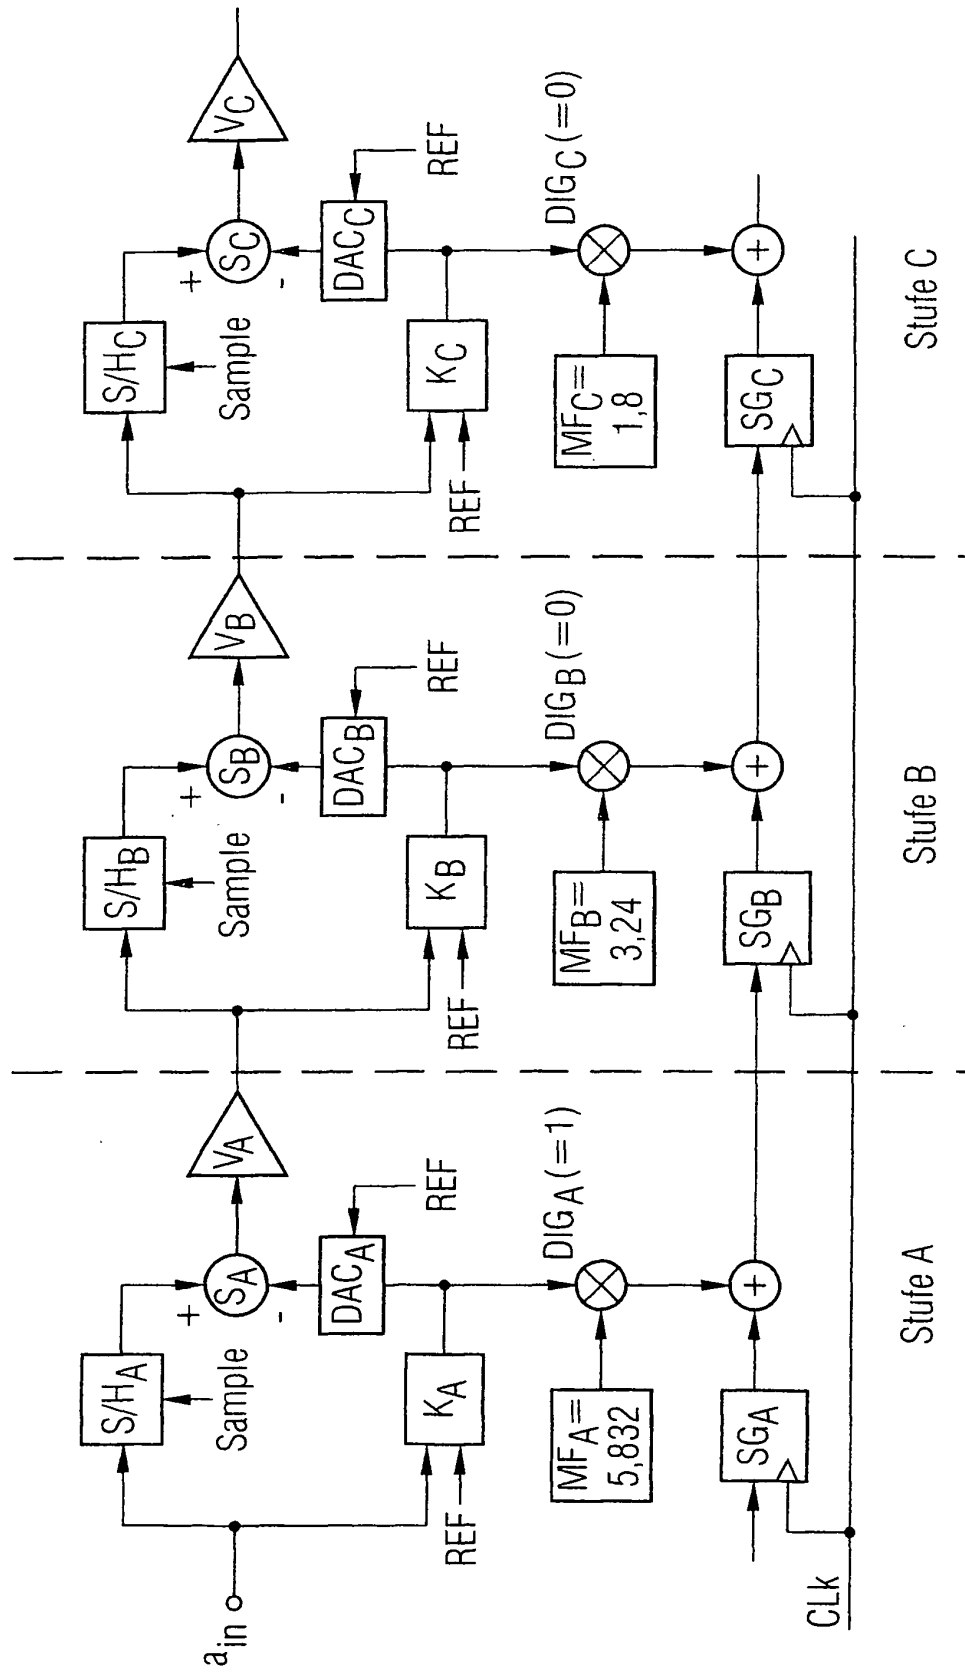 a_in
S/H_A
Sample
+
-
S_A
V_A
DAC_A
REF
K_A
REF
DIG_A(=1)
MF_A=
5,832
+
SG_A
CLk
Stufe A
S/H_B
Sample
+
-
S_B
V_B
DAC_B
REF
K_B
REF
DIG_B(=0)
MF_B=
3,24
+
SG_B
Stufe B
S/H_C
Sample
+
-
S_C
V_C
DAC_C
REF
K_C
REF
DIG_C(=0)
MF_C=
1,8
+
SG_C
Stufe C